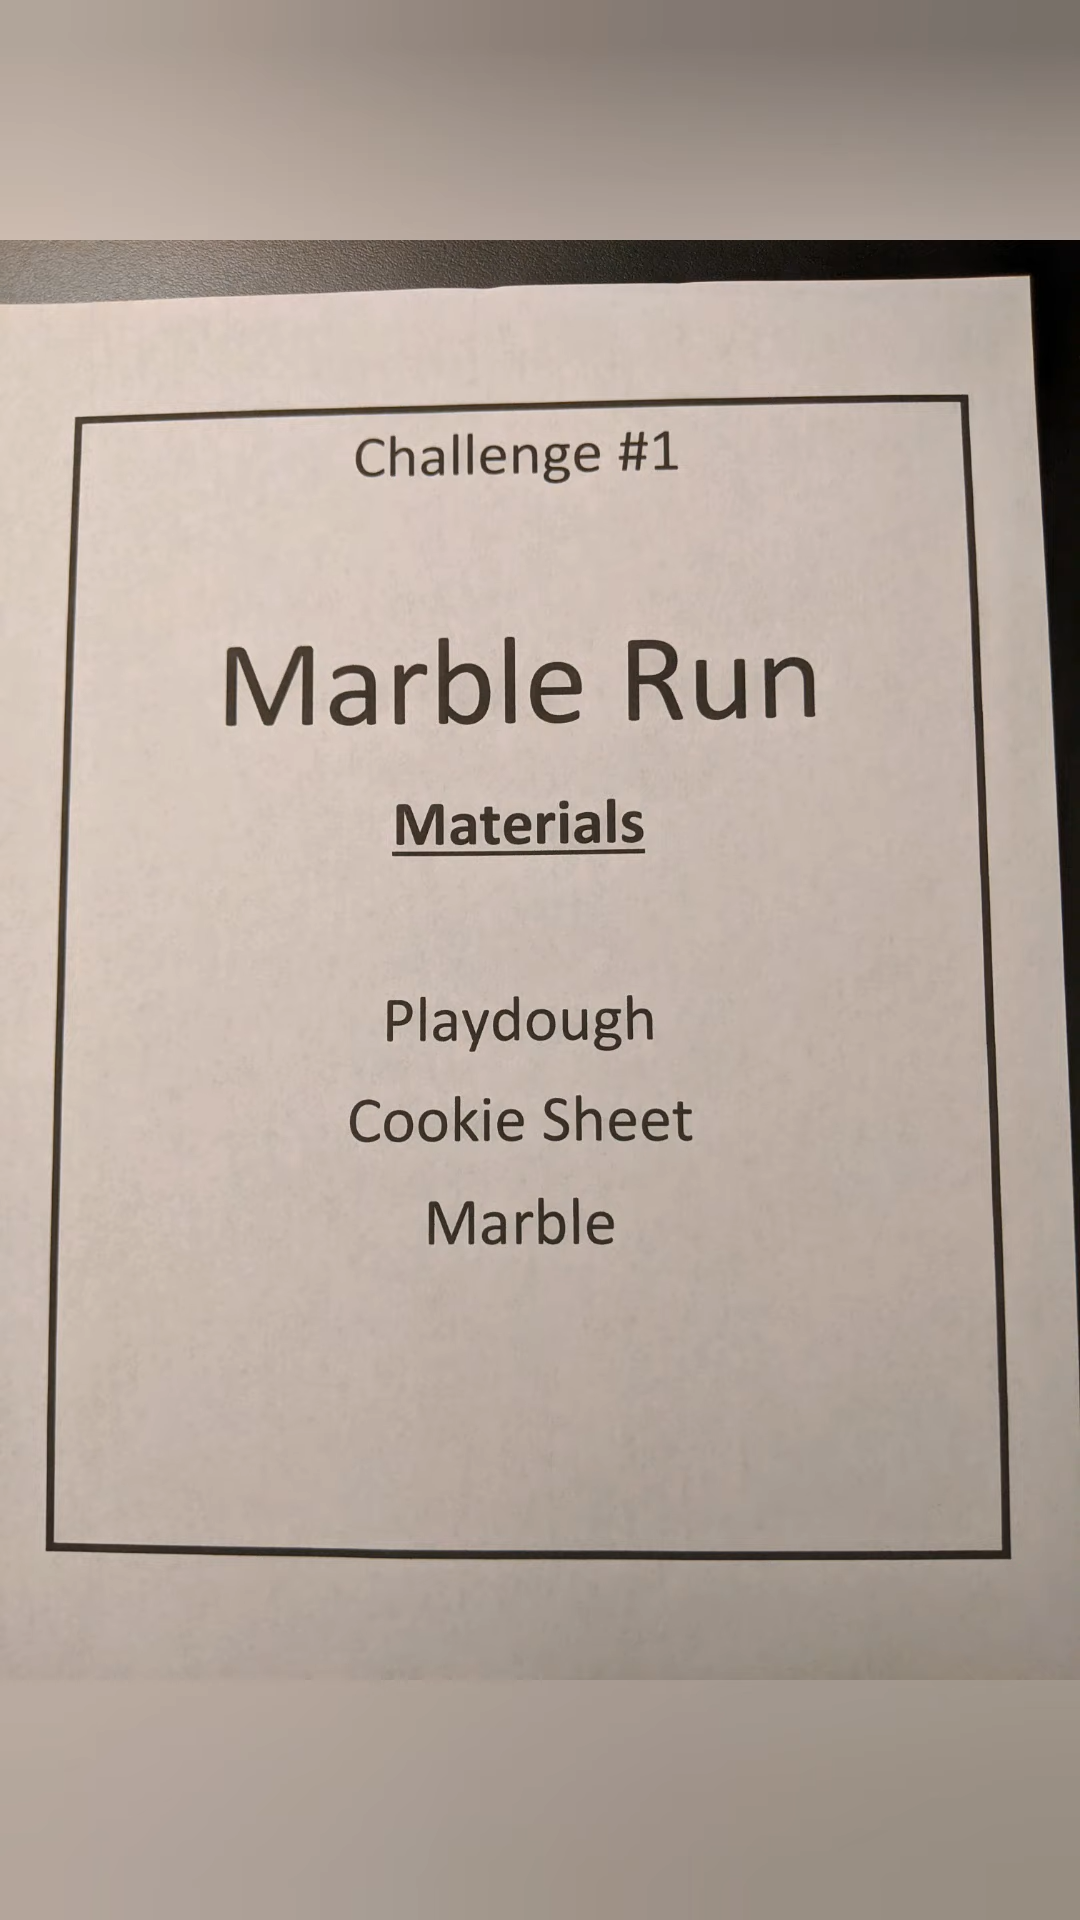 Challenge #1
Marble Run
Materials
Playdough
Cookie Sheet
Marble